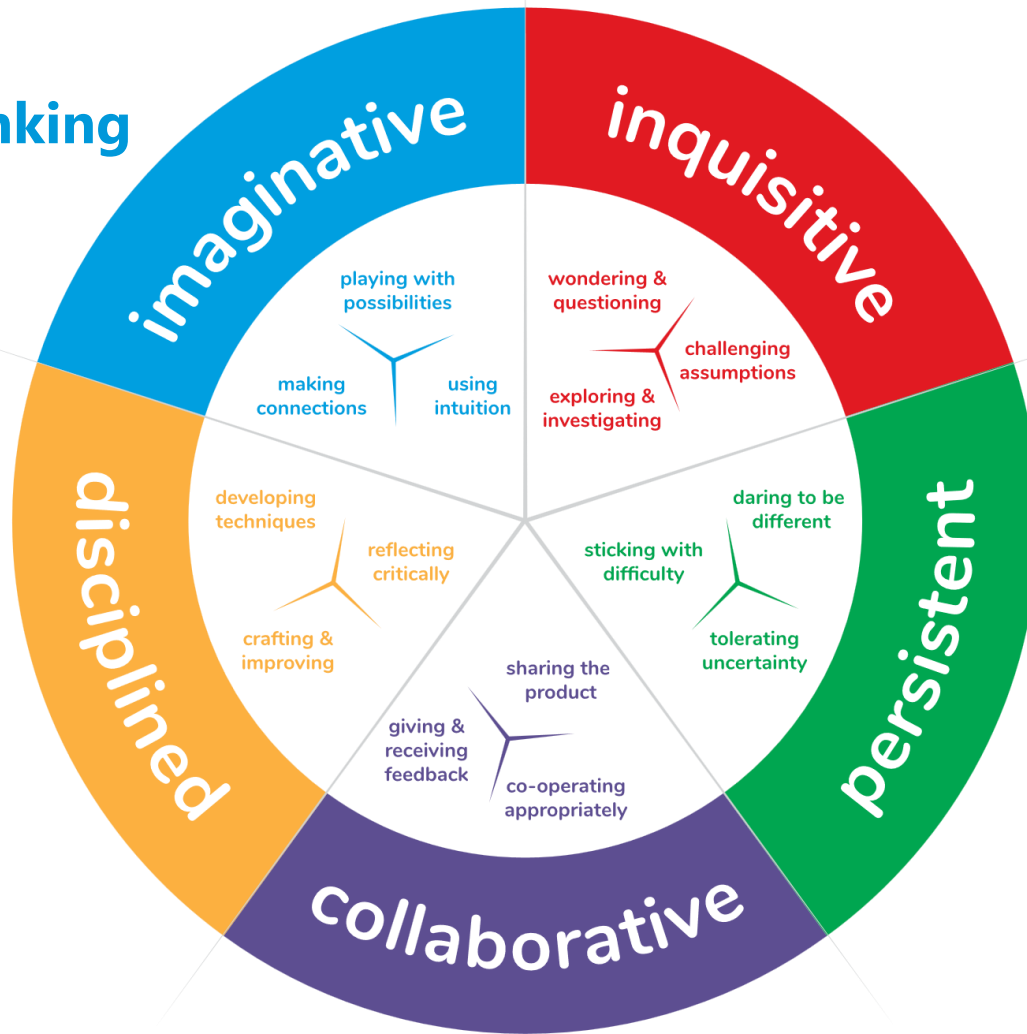 nking
imaginative
playing with
possibilities
making
connections
using
intuition
inquisitive
wondering &
questioning
challenging
assumptions
exploring &
investigating
persistent
daring to be
different
sticking with
difficulty
tolerating
uncertainty
collaborative
sharing the
product
giving &
receiving
feedback
co-operating
appropriately
disciplined
developing
techniques
reflecting
critically
crafting &
improving